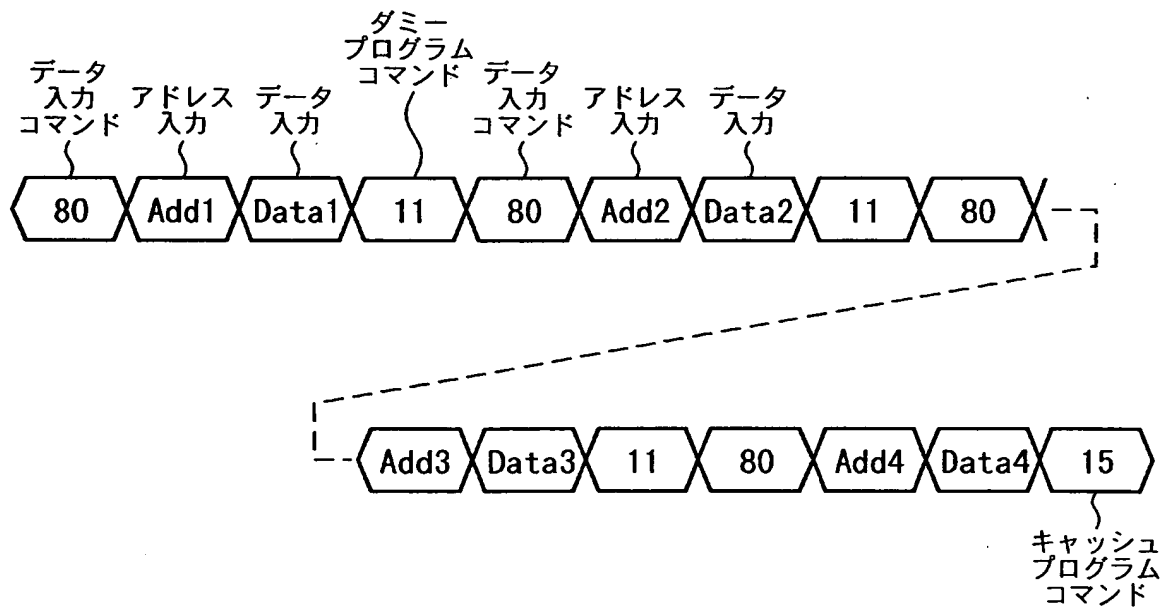 ダミー
プログラム
コマンド
データ
入力
コマンド
アドレス
入力
データ
入力
データ
入力
コマンド
アドレス
入力
データ
入力
80 Add1 Data1 11 80 Add2 Data2 11 80
Add3 Data3 11 80 Add4 Data4 15
キャッシュ
プログラム
コマンド